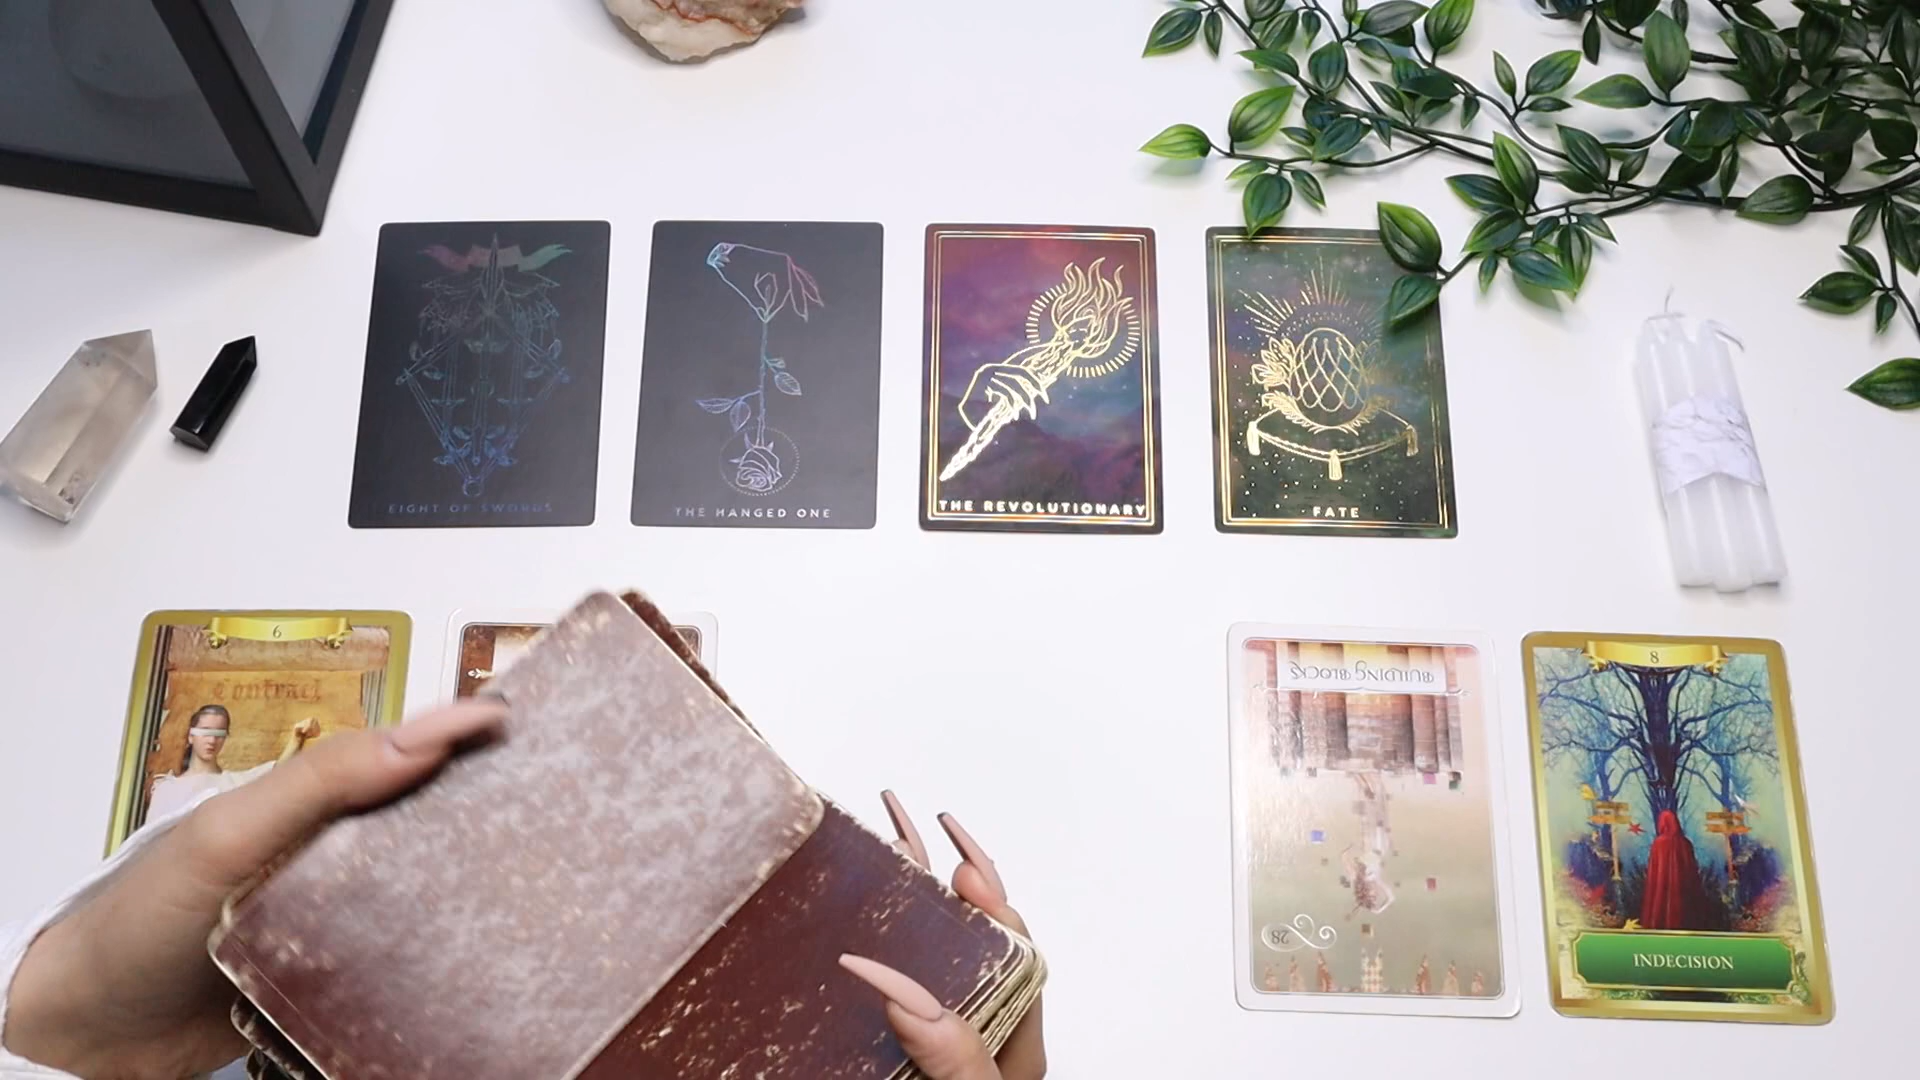 EIGHT OF SWORDS
THE HANGED ONE
THE REVOLUTIONARY
FATE
6
Contract
BUILDING BLOCKS
28
8
INDECISION